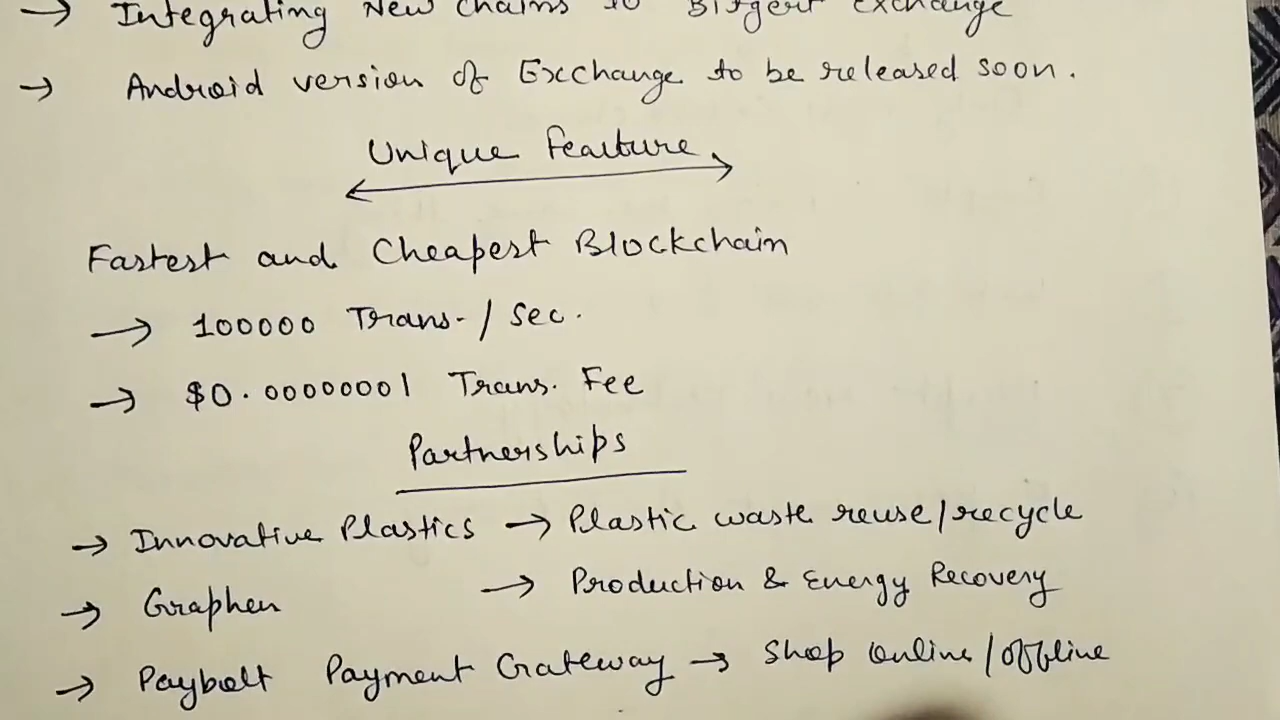 → Integrating New Chains to Biggest Exchange
→ Android version of Exchange to be released soon.
Unique Feature
Fastest and Cheapest Blockchain
→ 100000 Trans. / Sec.
→ $0.00000001 Trans. Fee
Partnerships
→ Innovative Plastics → Plastic waste reuse/recycle
→ Graphen → Production & Energy Recovery
→ Paybolt Payment Gateway → Shop online/offline